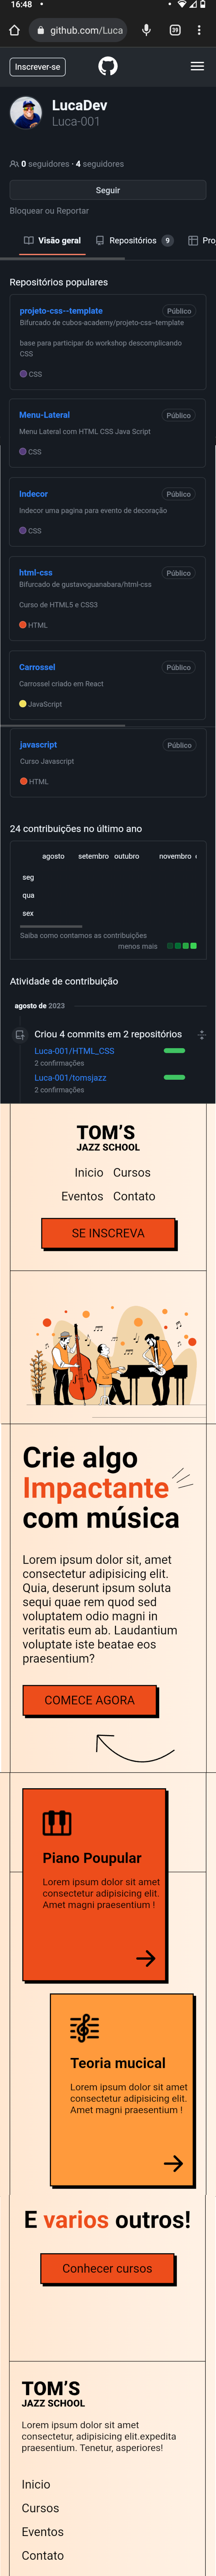 16:48
github.com/Luca
39
Inscrever-se
LucaDev
Luca-001
0 seguidores · 4 seguidores
Seguir
Bloquear ou Reportar
Visão geral
Repositórios 9
Pro
Repositórios populares
projeto-css--template
Público
Bifurcado de cubos-academy/projeto-css--template
base para participar do workshop descomplicando
CSS
CSS
Menu-Lateral
Público
Menu Lateral com HTML CSS Java Script
CSS
Indecor
Público
Indecor uma pagina para evento de decoração
CSS
html-css
Público
Bifurcado de gustavoguanabara/html-css
Curso de HTML5 e CSS3
HTML
Carrossel
Público
Carrossel criado em React
JavaScript
javascript
Público
Curso Javascript
HTML
24 contribuições no último ano
agosto setembro outubro novembro
seg
qua
sex
Saiba como contamos as contribuições
menos mais
Atividade de contribuição
agosto de 2023
Criou 4 commits em 2 repositórios
Luca-001/HTML_CSS
2 confirmações
Luca-001/tomsjazz
2 confirmações
TOM'S
JAZZ SCHOOL
Inicio Cursos
Eventos Contato
SE INSCREVA
Crie algo
Impactante
com música
Lorem ipsum dolor sit, amet
consectetur adipisicing elit.
Quia, deserunt ipsum soluta
sequi quae rem quod sed
voluptatem odio magni in
veritatis eum ab. Laudantium
voluptate iste beatae eos
praesentium?
COMECE AGORA
Piano Poupular
Lorem ipsum dolor sit amet
consectetur adipisicing elit.
Amet magni praesentium !
Teoria mucical
Lorem ipsum dolor sit amet
consectetur adipisicing elit.
Amet magni praesentium !
E varios outros!
Conhecer cursos
TOM'S
JAZZ SCHOOL
Lorem ipsum dolor sit amet
consectetur, adipisicing elit.expedita
praesentium. Tenetur, asperiores!
Inicio
Cursos
Eventos
Contato